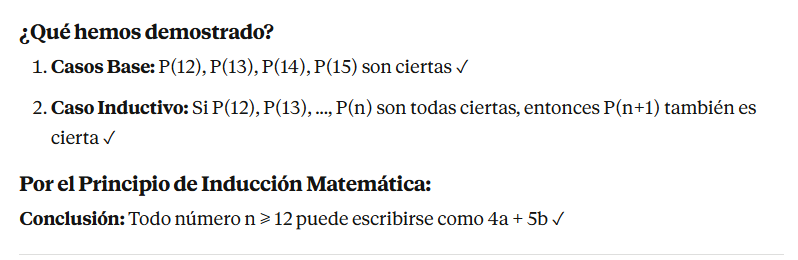 ¿Qué hemos demostrado?
1. Casos Base: P(12), P(13), P(14), P(15) son ciertas ✓
2. Caso Inductivo: Si P(12), P(13), ..., P(n) son todas ciertas, entonces P(n+1) también es
cierta ✓
Por el Principio de Inducción Matemática:
Conclusión: Todo número n ⩾ 12 puede escribirse como 4a + 5b ✓